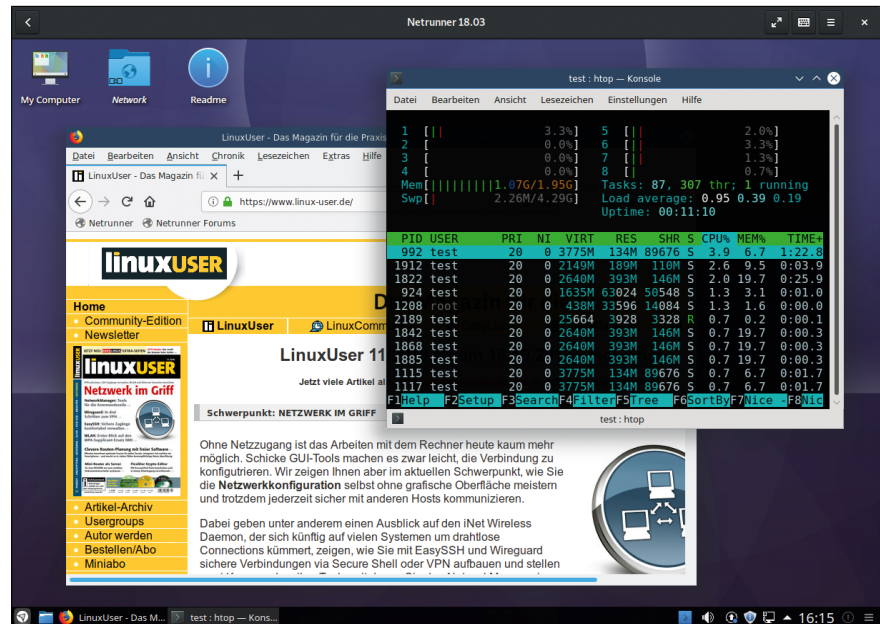 Netrunner 18.03
My Computer
Network
Readme
test : htop — Konsole
Datei Bearbeiten Ansicht Lesezeichen Einstellungen Hilfe
1 [|| 3.3%] 5 [|| 2.0%]
2 [ 0.0%] 6 [|| 3.3%]
3 [ 0.0%] 7 [|| 1.3%]
4 [ 0.0%] 8 [| 0.7%]
Mem[|||||||||1.07G/1.95G] Tasks: 87, 307 thr; 1 running
Swp[| 2.26M/4.29G] Load average: 0.95 0.39 0.19
Uptime: 00:11:10
PID USER PRI NI VIRT RES SHR S CPU% MEM% TIME+
992 test 20 0 3775M 134M 89676 S 3.9 6.7 1:22.8
1912 test 20 0 2149M 189M 110M S 2.6 9.5 0:03.9
1822 test 20 0 2640M 393M 146M S 2.0 19.7 0:25.9
924 test 20 0 1635M 63024 50548 S 1.3 3.1 0:01.0
1208 root 20 0 438M 33596 14084 S 1.3 1.6 0:00.0
2189 test 20 0 25664 3928 3328 R 0.7 0.2 0:00.1
1842 test 20 0 2640M 393M 146M S 0.7 19.7 0:00.3
1868 test 20 0 2640M 393M 146M S 0.7 19.7 0:00.3
1885 test 20 0 2640M 393M 146M S 0.7 19.7 0:00.3
1115 test 20 0 3775M 134M 89676 S 0.7 6.7 0:01.7
1117 test 20 0 3775M 134M 89676 S 0.7 6.7 0:01.7
F1Help F2Setup F3SearchF4FilterF5Tree F6SortByF7Nice -F8Nic
test : htop
LinuxUser - Das Magazin für die Praxis
Datei Bearbeiten Ansicht Chronik Lesezeichen Extras Hilfe
LinuxUser - Das Magazin fü
https://www.linux-user.de/
Netrunner Netrunner Forums
LINUXUSER
Home
Community-Edition
Newsletter
LinuxUser LinuxComm
LinuxUser 11
Jetzt viele Artikel al
LINUXUSER
Netzwerk im Griff
Schwerpunkt: NETZWERK IM GRIFF
Ohne Netzzugang ist das Arbeiten mit dem Rechner heute kaum mehr
möglich. Schicke GUI-Tools machen es zwar leicht, die Verbindung zu
konfigutrieren. Wir zeigen Ihnen aber im aktuellen Schwerpunkt, wie Sie
die Netzwerkkonfiguration selbst ohne grafische Oberfläche meistern
und trotzdem jederzeit sicher mit anderen Hosts kommunizieren.
Dabei geben unter anderem einen Ausblick auf den iNet Wireless
Daemon, der sich künftig auf vielen Systemen um drahtlose
Connections kümmert, zeigen, wie Sie mit EasySSH und Wireguard
sichere Verbindungen via Secure Shell oder VPN aufbauen und stellen
Artikel-Archiv
Usergroups
Autor werden
Bestellen/Abo
Miniabo
LinuxUser - Das M...
test : htop — Kons...
16:15